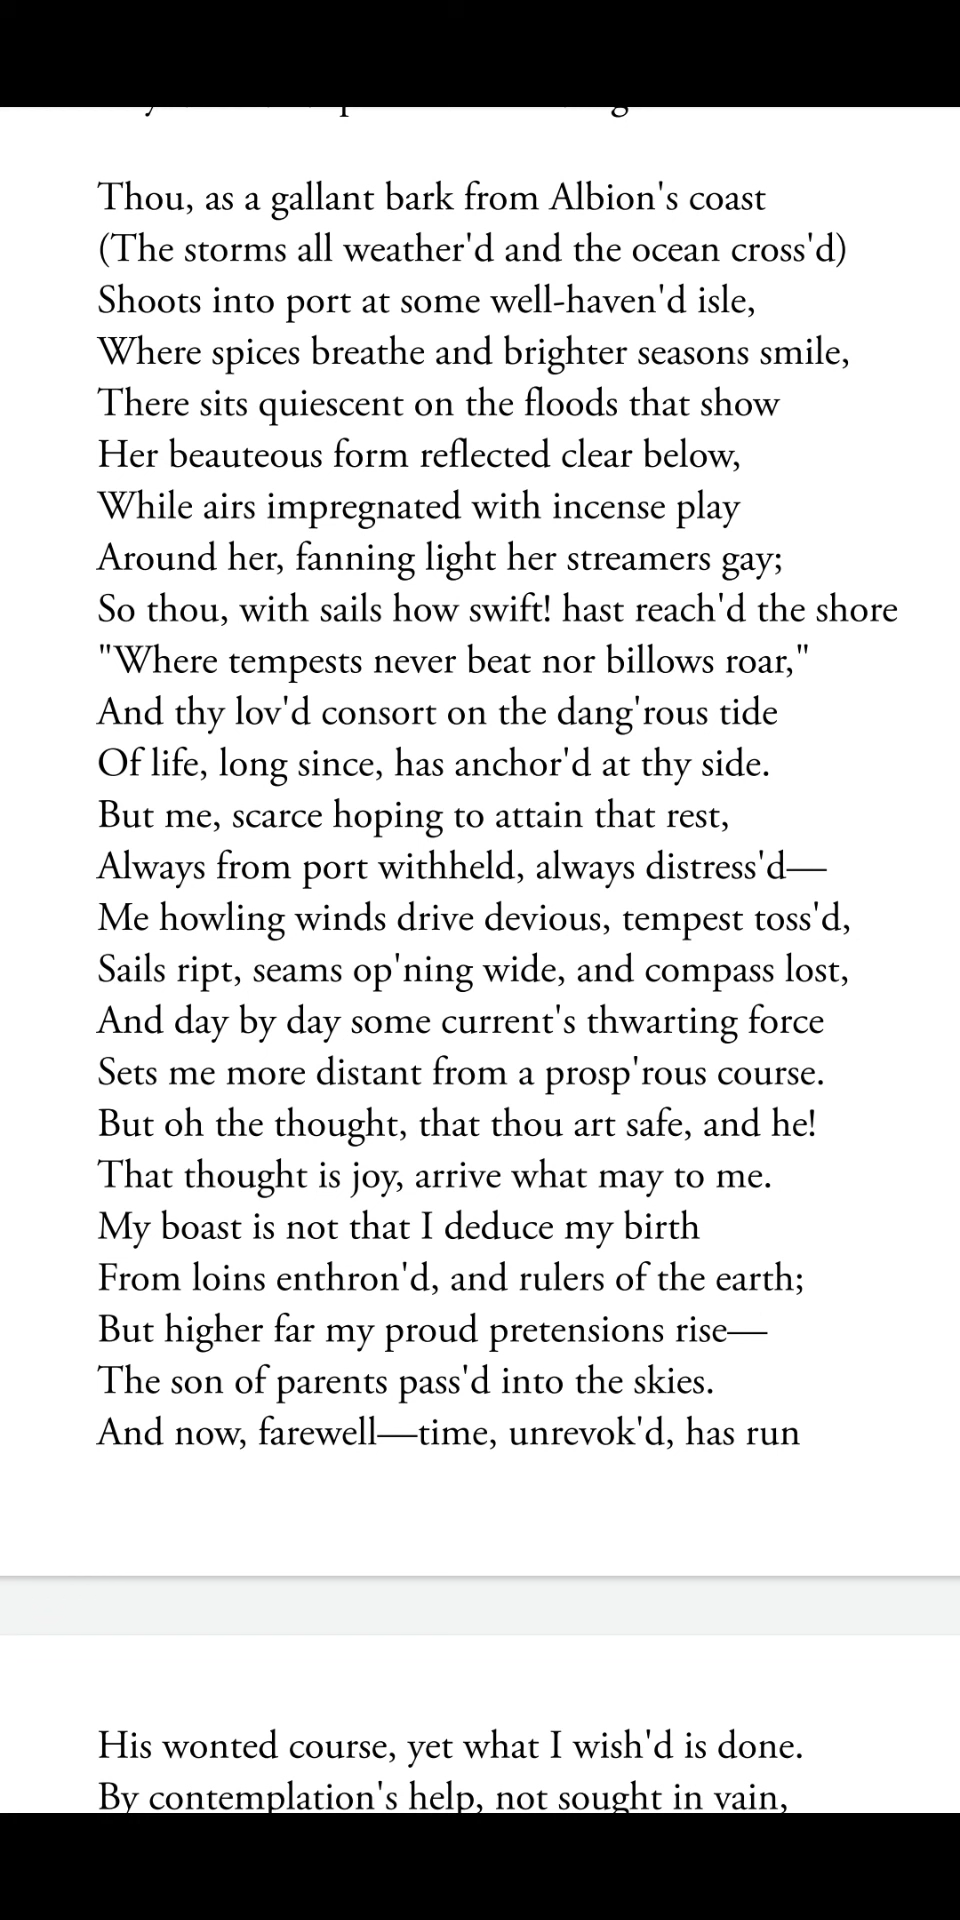 Thou, as a gallant bark from Albion's coast
(The storms all weather'd and the ocean cross'd)
Shoots into port at some well-haven'd isle,
Where spices breathe and brighter seasons smile,
There sits quiescent on the floods that show
Her beauteous form reflected clear below,
While airs impregnated with incense play
Around her, fanning light her streamers gay;
So thou, with sails how swift! hast reach'd the shore
"Where tempests never beat nor billows roar,"
And thy lov'd consort on the dang'rous tide
Of life, long since, has anchor'd at thy side.
But me, scarce hoping to attain that rest,
Always from port withheld, always distress'd—
Me howling winds drive devious, tempest toss'd,
Sails ript, seams op'ning wide, and compass lost,
And day by day some current's thwarting force
Sets me more distant from a prosp'rous course.
But oh the thought, that thou art safe, and he!
That thought is joy, arrive what may to me.
My boast is not that I deduce my birth
From loins enthron'd, and rulers of the earth;
But higher far my proud pretensions rise—
The son of parents pass'd into the skies.
And now, farewell—time, unrevok'd, has run
His wonted course, yet what I wish'd is done.
By contemplation's help, not sought in vain,